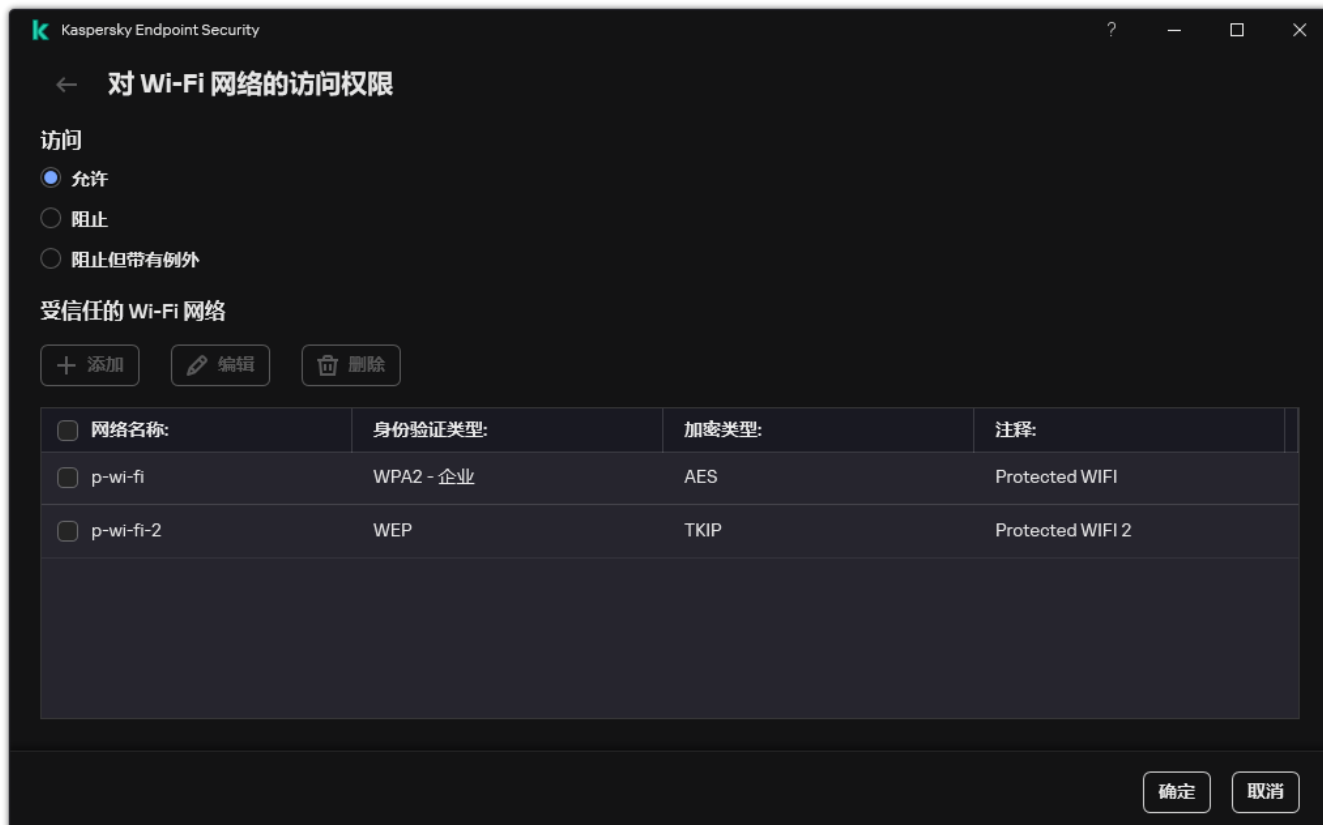 Kaspersky Endpoint Security ?
对 Wi-Fi 网络的访问权限
访问
允许
阻止
阻止但带有例外
受信任的 Wi-Fi 网络
添加 编辑 删除
网络名称: 身份验证类型: 加密类型: 注释:
p-wi-fi WPA2 - 企业 AES Protected WIFI
p-wi-fi-2 WEP TKIP Protected WIFI 2
确定 取消